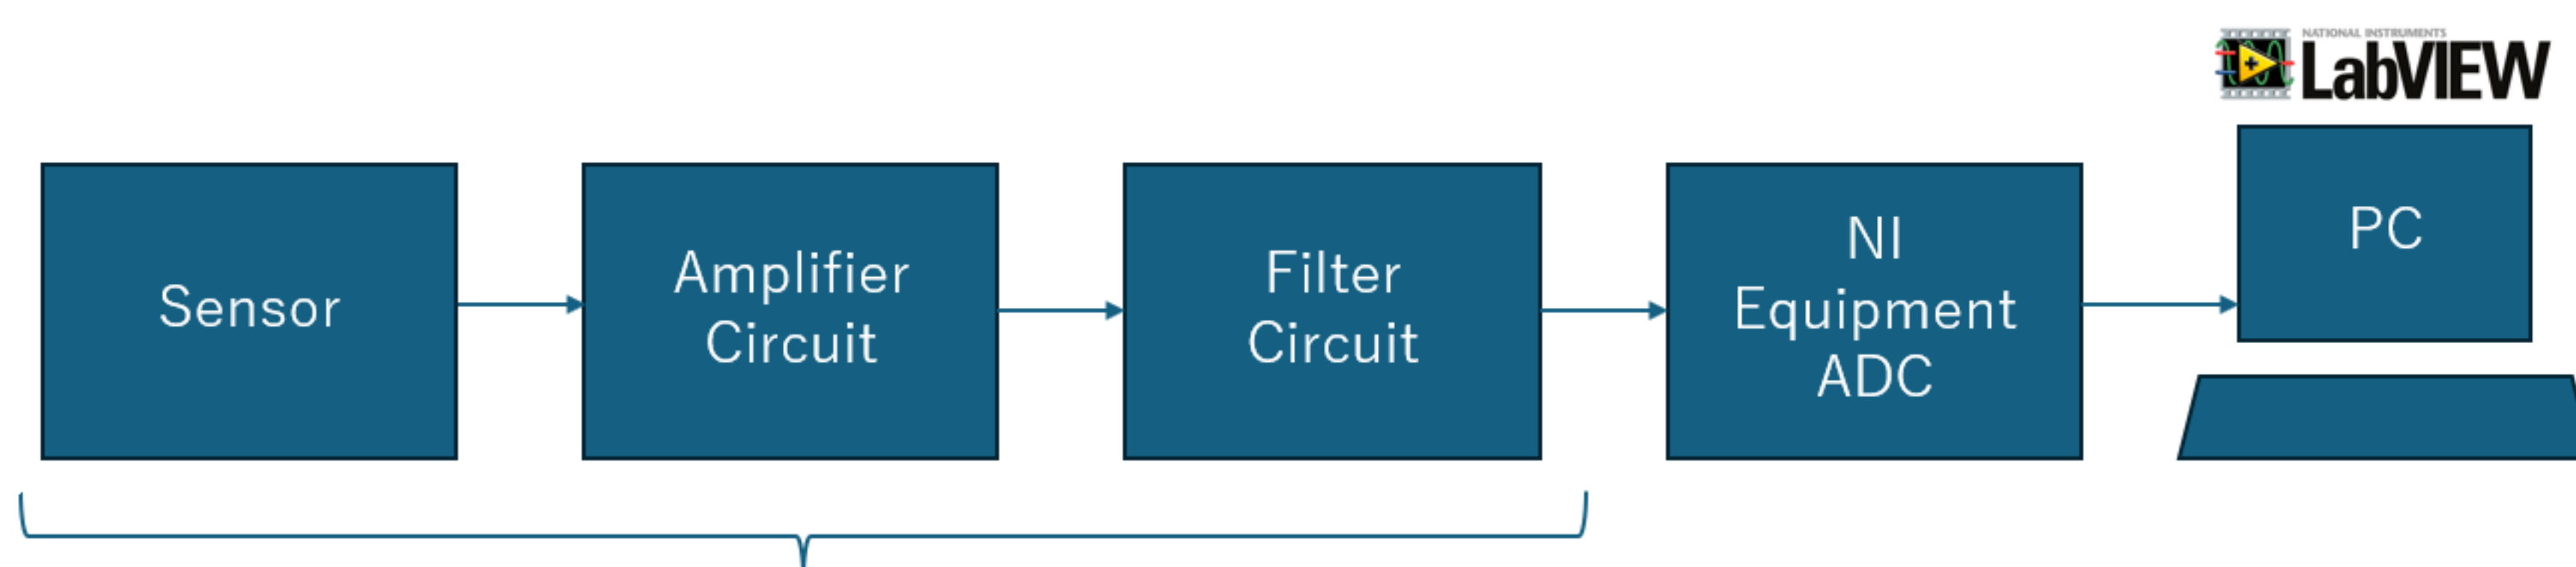 NATIONAL INSTRUMENTS
LabVIEW
Sensor
Amplifier
Circuit
Filter
Circuit
NI
Equipment
ADC
PC